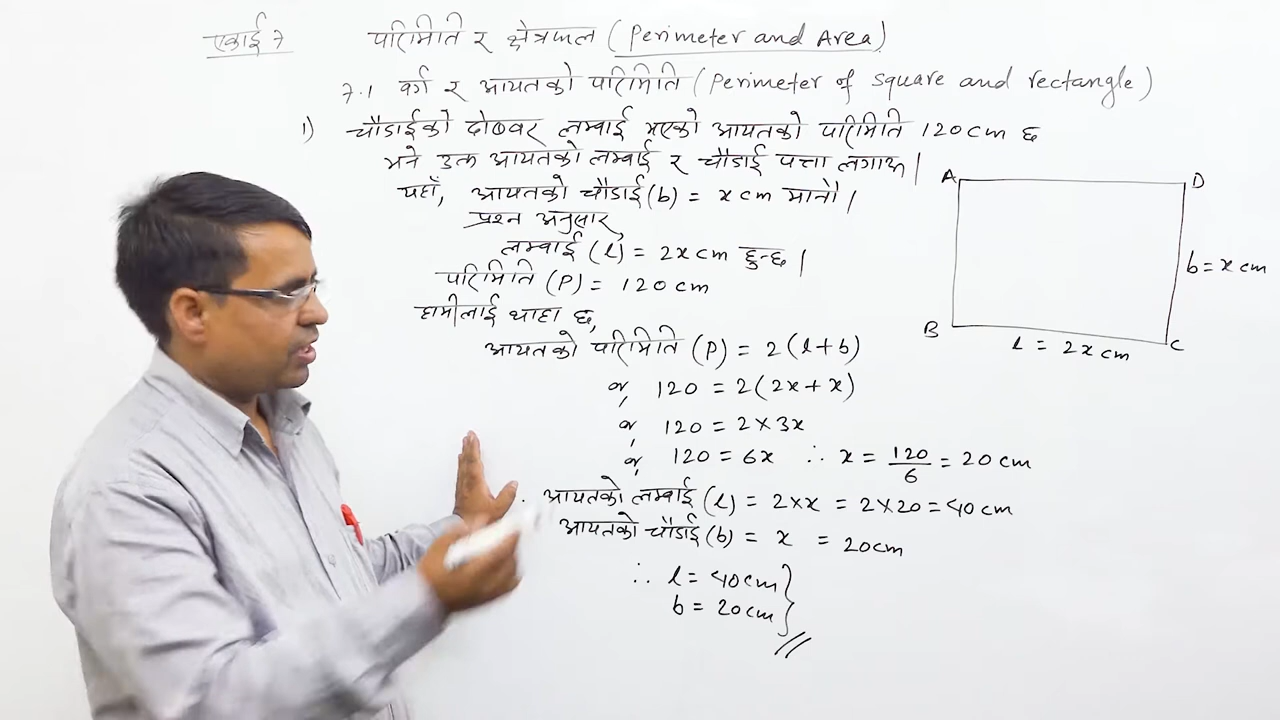 एकाई 7 परिमिति र क्षेत्रफल (Perimeter and Area)
7.1 वर्ग र आयतको परिमिति (Perimeter of square and rectangle)
1) चौडाईको दोब्बर लम्बाई भएको आयतको परिमिति 120cm छ
भने उक्त आयतको लम्बाई र चौडाई पत्ता लगाऊ।
यहाँ, आयतको चौडाई (b) = x cm मानौ।
प्रश्न अनुसार,
लम्बाई (l) = 2x cm हुन्छ।
परिमिति (P) = 120 cm
हामीलाई थाहा छ,
आयतको परिमिति (P) = 2(l+b)
or, 120 = 2(2x + x)
or, 120 = 2 × 3x
or, 120 = 6x ∴ x = 120/6 = 20 cm
आयतको लम्बाई (l) = 2×x = 2×20 = 40 cm
आयतको चौडाई (b) = x = 20cm
∴ l = 40cm
b = 20cm
A D
b = x cm
B C
l = 2x cm